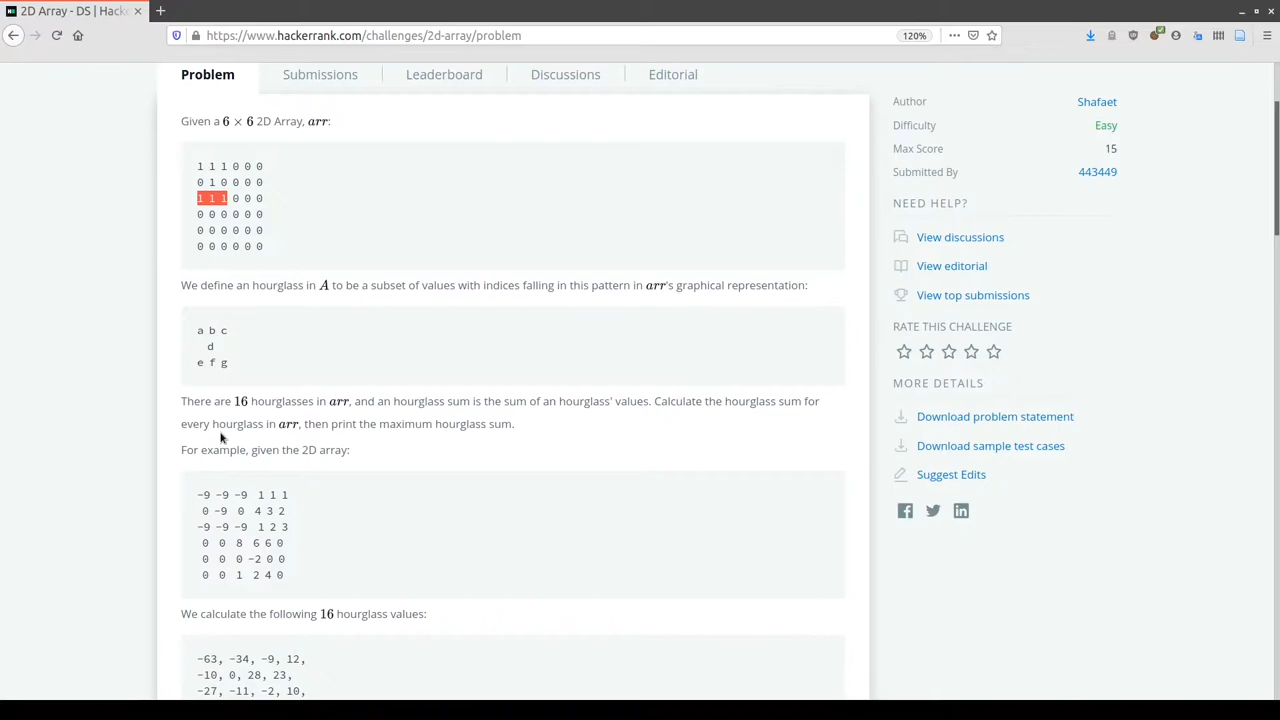 2D Array - DS | Hacke
https://www.hackerrank.com/challenges/2d-array/problem
120%
Problem
Submissions
Leaderboard
Discussions
Editorial
Given a 6 × 6 2D Array, arr:
1 1 1 0 0 0
0 1 0 0 0 0
1 1 1 0 0 0
0 0 0 0 0 0
0 0 0 0 0 0
0 0 0 0 0 0
We define an hourglass in A to be a subset of values with indices falling in this pattern in arr's graphical representation:
a b c
d
e f g
There are 16 hourglasses in arr, and an hourglass sum is the sum of an hourglass' values. Calculate the hourglass sum for
every hourglass in arr, then print the maximum hourglass sum.
For example, given the 2D array:
-9 -9 -9 1 1 1
0 -9 0 4 3 2
-9 -9 -9 1 2 3
0 0 8 6 6 0
0 0 0 -2 0 0
0 0 1 2 4 0
We calculate the following 16 hourglass values:
-63, -34, -9, 12,
-10, 0, 28, 23,
-27, -11, -2, 10,
Author
Shafaet
Difficulty
Easy
Max Score
15
Submitted By
443449
NEED HELP?
View discussions
View editorial
View top submissions
RATE THIS CHALLENGE
MORE DETAILS
Download problem statement
Download sample test cases
Suggest Edits